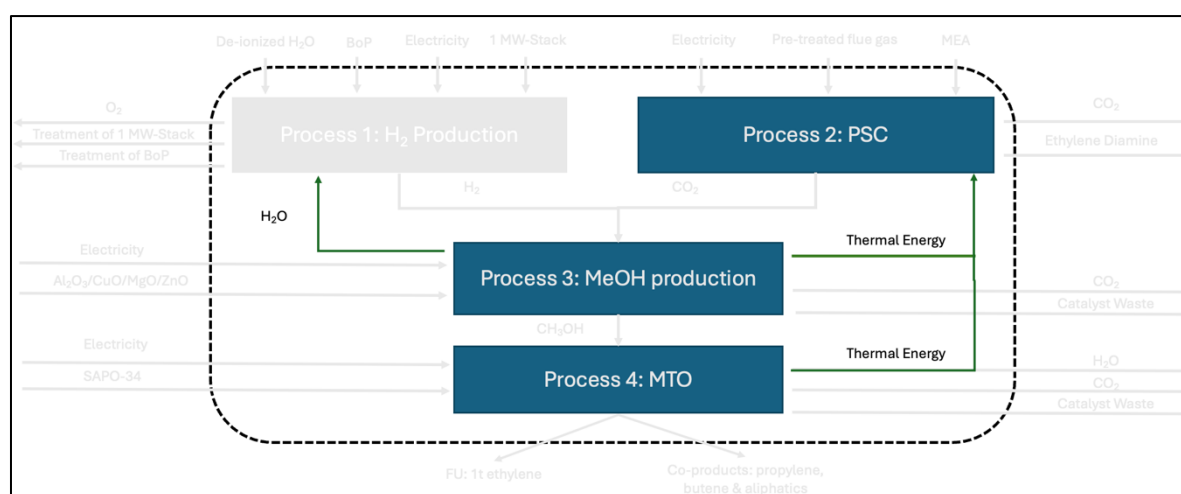 De-ionized H₂O
BoP
Electricity
1 MW-Stack
Electricity
Pre-treated flue gas
MEA
O₂
Treatment of 1 MW-Stack
Treatment of BoP
Process 1: H₂ Production
Process 2: PSC
CO₂
Ethylene Diamine
H₂
CO₂
H₂O
Thermal Energy
Electricity
Al₂O₃/CuO/MgO/ZnO
Process 3: MeOH production
CO₂
Catalyst Waste
CH₃OH
Electricity
SAPO-34
Process 4: MTO
Thermal Energy
H₂O
CO₂
Catalyst Waste
FU: 1t ethylene
Co-products: propylene,
butene & aliphatics